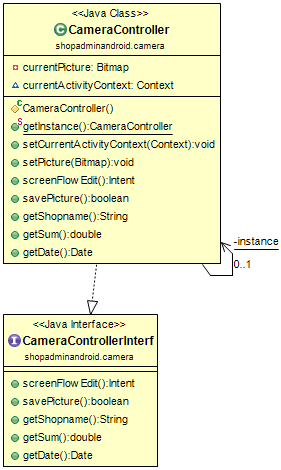 <<Java Class>>
C CameraController
shopadminandroid.camera
currentPicture: Bitmap
currentActivityContext: Context
C CameraController()
S getInstance():CameraController
setCurrentActivityContext(Context):void
setPicture(Bitmap):void
screenFlowEdit():Intent
savePicture():boolean
getShopname():String
getSum():double
getDate():Date
-instance
0..1
<<Java Interface>>
I CameraControllerInterf
shopadminandroid.camera
screenFlowEdit():Intent
savePicture():boolean
getShopname():String
getSum():double
getDate():Date